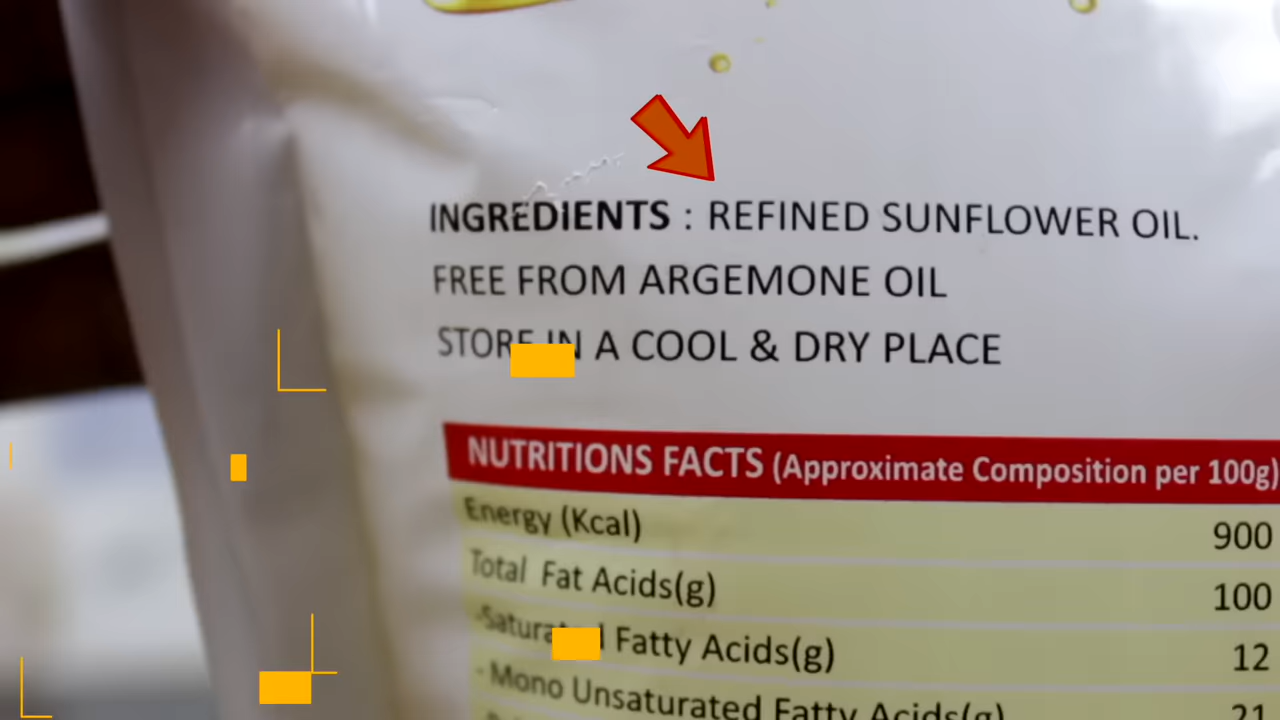 INGREDIENTS : REFINED SUNFLOWER OIL.
FREE FROM ARGEMONE OIL
STORE IN A COOL & DRY PLACE
NUTRITIONS FACTS (Approximate Composition per 100g)
Energy (Kcal) 900
Total Fat Acids(g) 100
-Saturated Fatty Acids(g) 12
- Mono Unsaturated Fatty Acids(g) 21